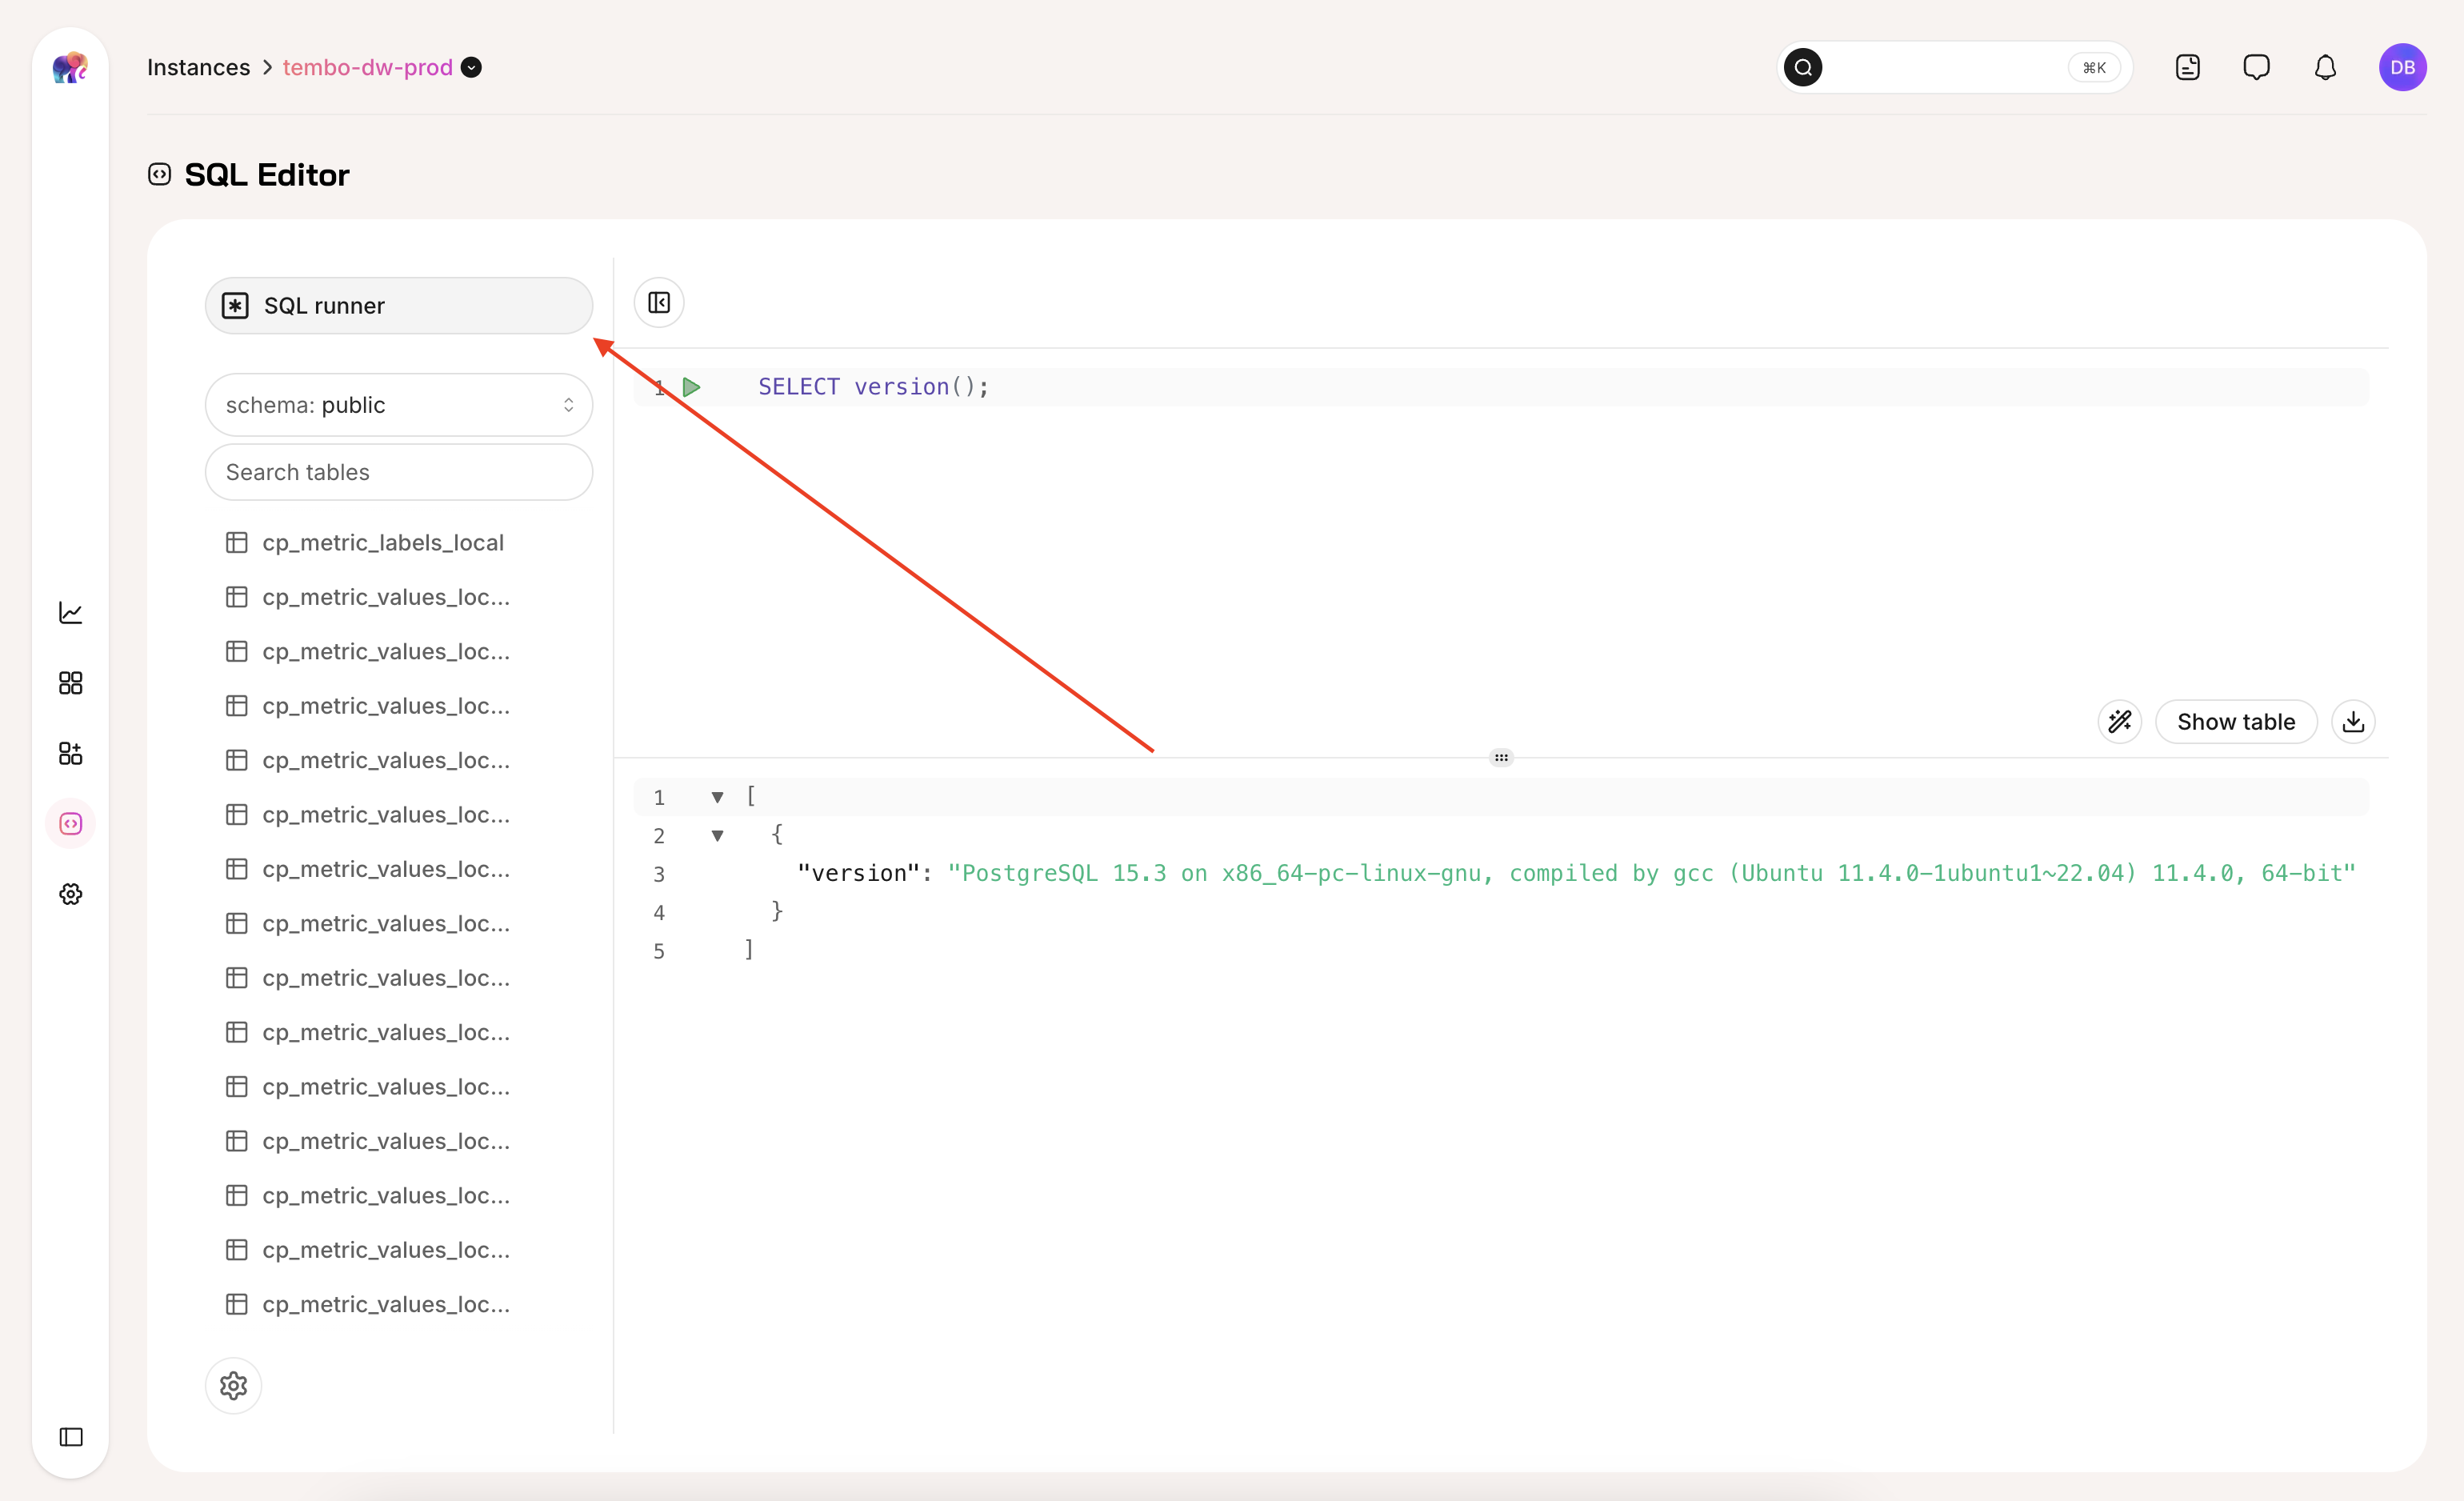 Instances > tembo-dw-prod
⌘K
DB
SQL Editor
SQL runner
schema: public
Search tables
cp_metric_labels_local
cp_metric_values_loc...
cp_metric_values_loc...
cp_metric_values_loc...
cp_metric_values_loc...
cp_metric_values_loc...
cp_metric_values_loc...
cp_metric_values_loc...
cp_metric_values_loc...
cp_metric_values_loc...
cp_metric_values_loc...
cp_metric_values_loc...
cp_metric_values_loc...
cp_metric_values_loc...
cp_metric_values_loc...
1 SELECT version();
Show table
1 [
2 {
3 "version": "PostgreSQL 15.3 on x86_64-pc-linux-gnu, compiled by gcc (Ubuntu 11.4.0-1ubuntu1~22.04) 11.4.0, 64-bit"
4 }
5 ]